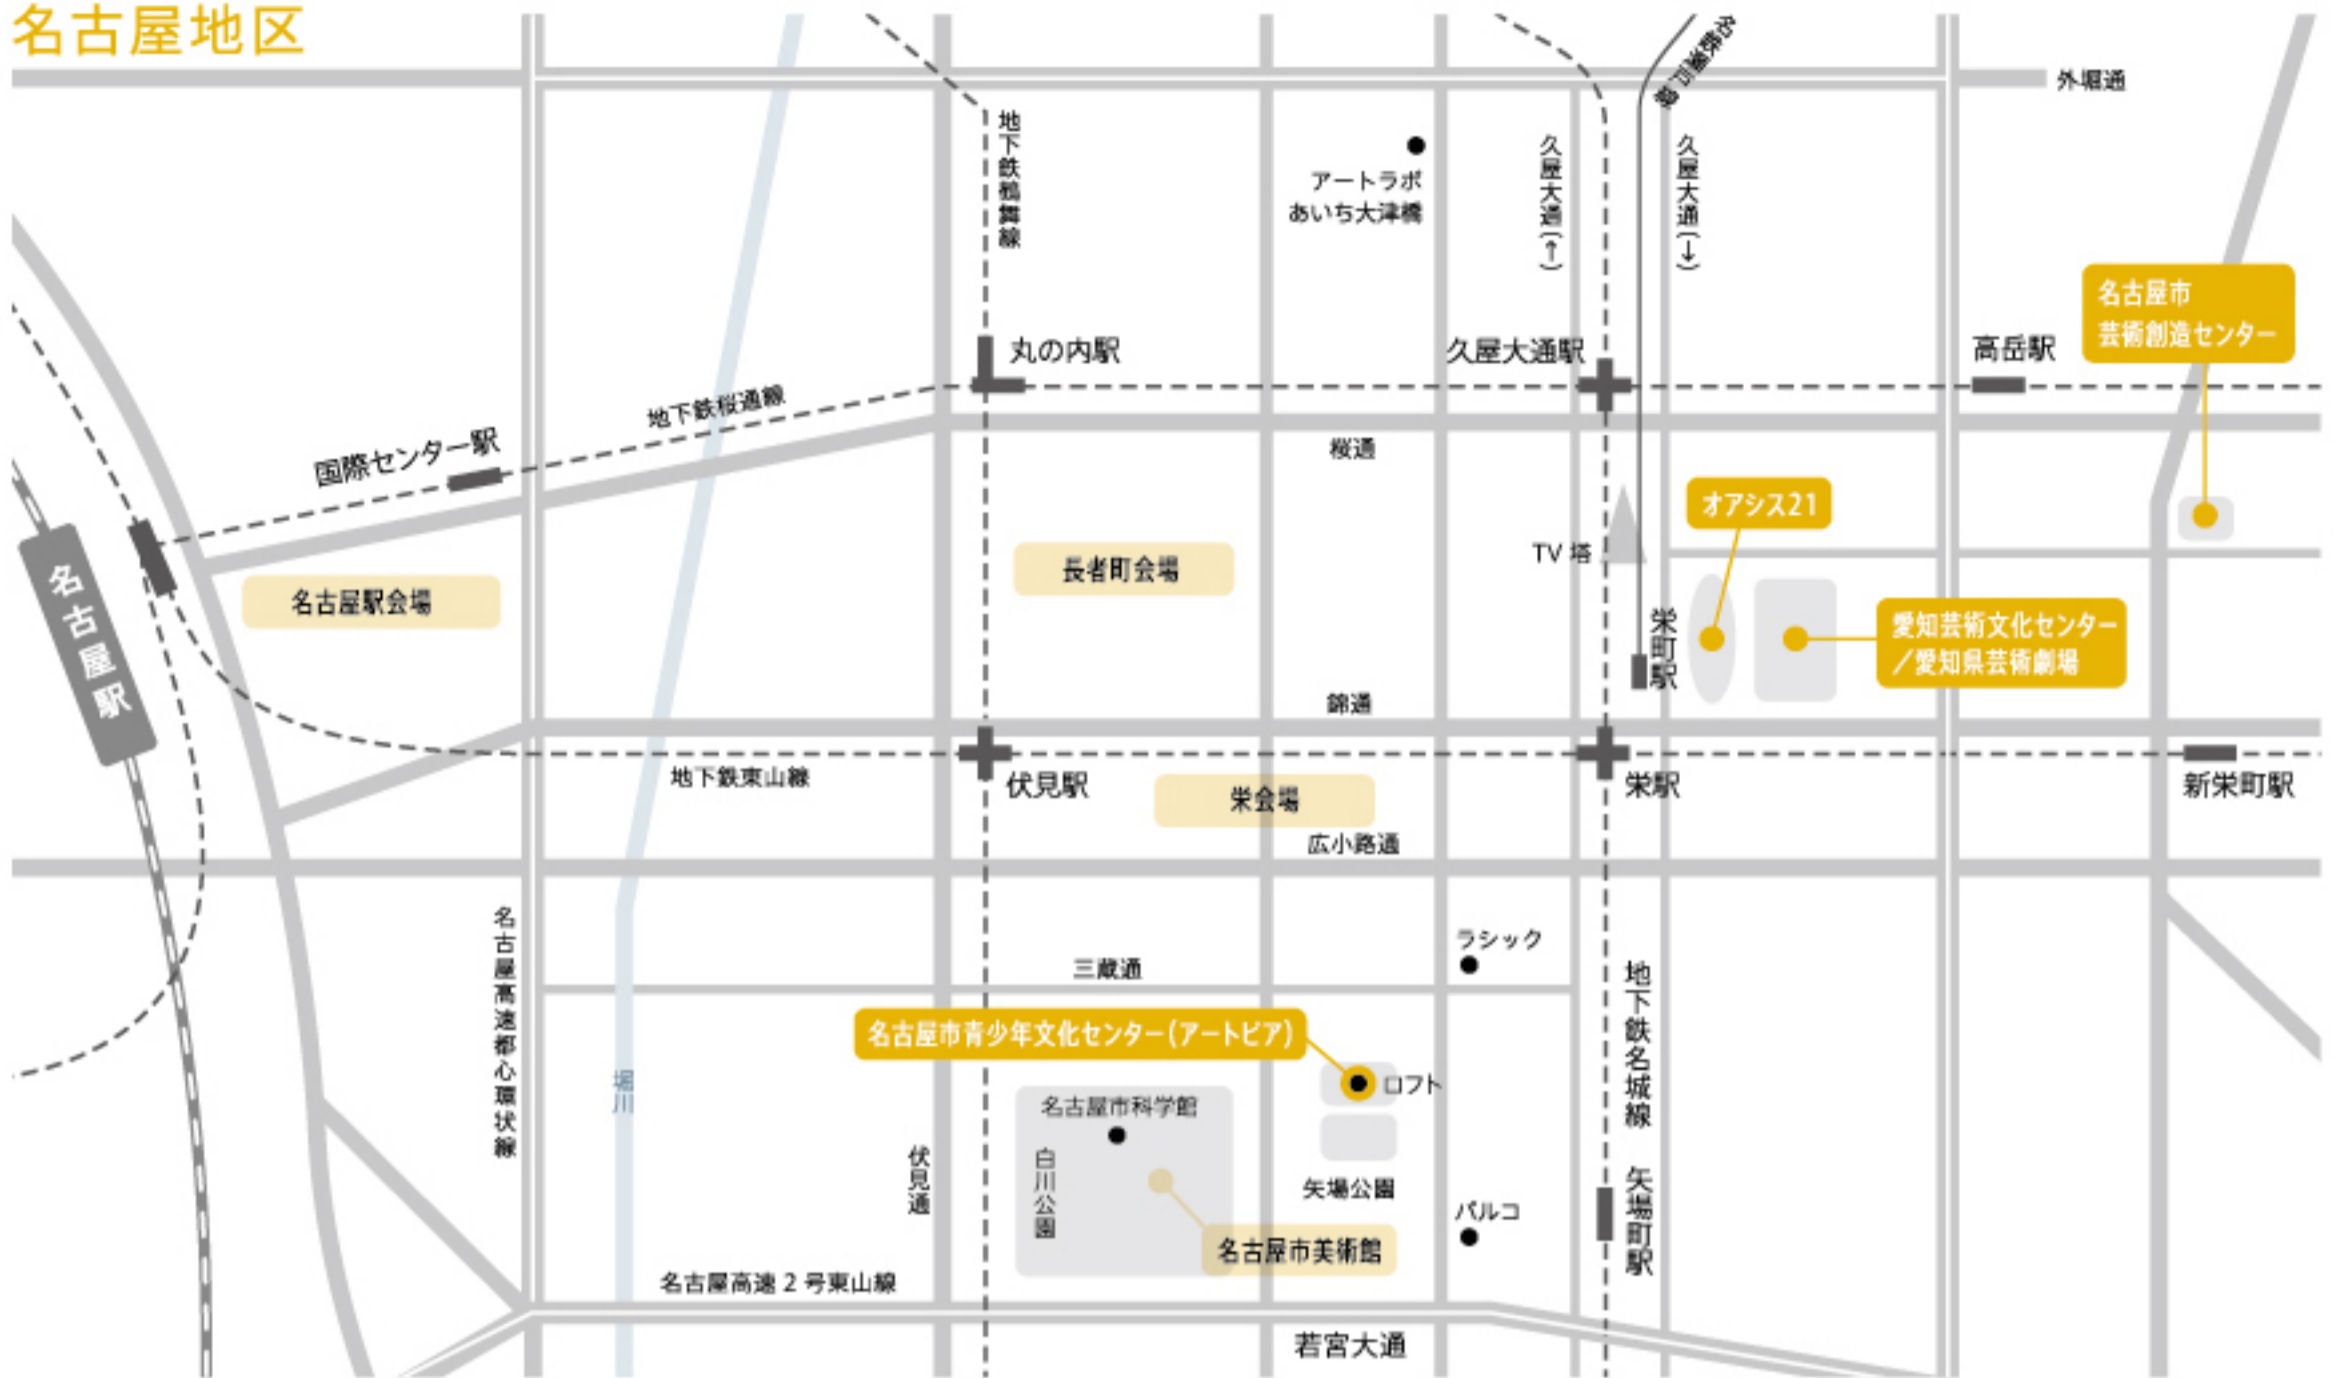 名古屋地区
名鉄瀬戸線
外堀通
地下鉄鶴舞線
アートラボ
あいち大津橋
久屋大通(↑)
久屋大通(↓)
名古屋市
芸術創造センター
丸の内駅
久屋大通駅
高岳駅
地下鉄桜通線
国際センター駅
桜通
オアシス21
TV塔
名古屋駅
名古屋駅会場
長者町会場
栄町駅
愛知芸術文化センター
/愛知県芸術劇場
錦通
地下鉄東山線
伏見駅
栄会場
栄駅
新栄町駅
広小路通
名古屋高速都心環状線
ラシック
三蔵通
地下鉄名城線
名古屋市青少年文化センター(アートピア)
堀川
ロフト
名古屋市科学館
白川公園
伏見通
矢場公園
矢場町駅
パルコ
名古屋市美術館
名古屋高速2号東山線
若宮大通